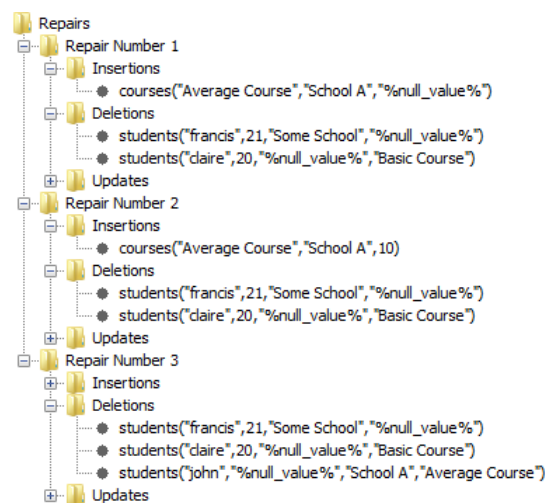 Repairs
Repair Number 1
Insertions
courses("Average Course","School A","%null_value%")
Deletions
students("francis",21,"Some School","%null_value%")
students("claire",20,"%null_value%","Basic Course")
Updates
Repair Number 2
Insertions
courses("Average Course","School A",10)
Deletions
students("francis",21,"Some School","%null_value%")
students("claire",20,"%null_value%","Basic Course")
Updates
Repair Number 3
Insertions
Deletions
students("francis",21,"Some School","%null_value%")
students("claire",20,"%null_value%","Basic Course")
students("john","%null_value%","School A","Average Course")
Updates